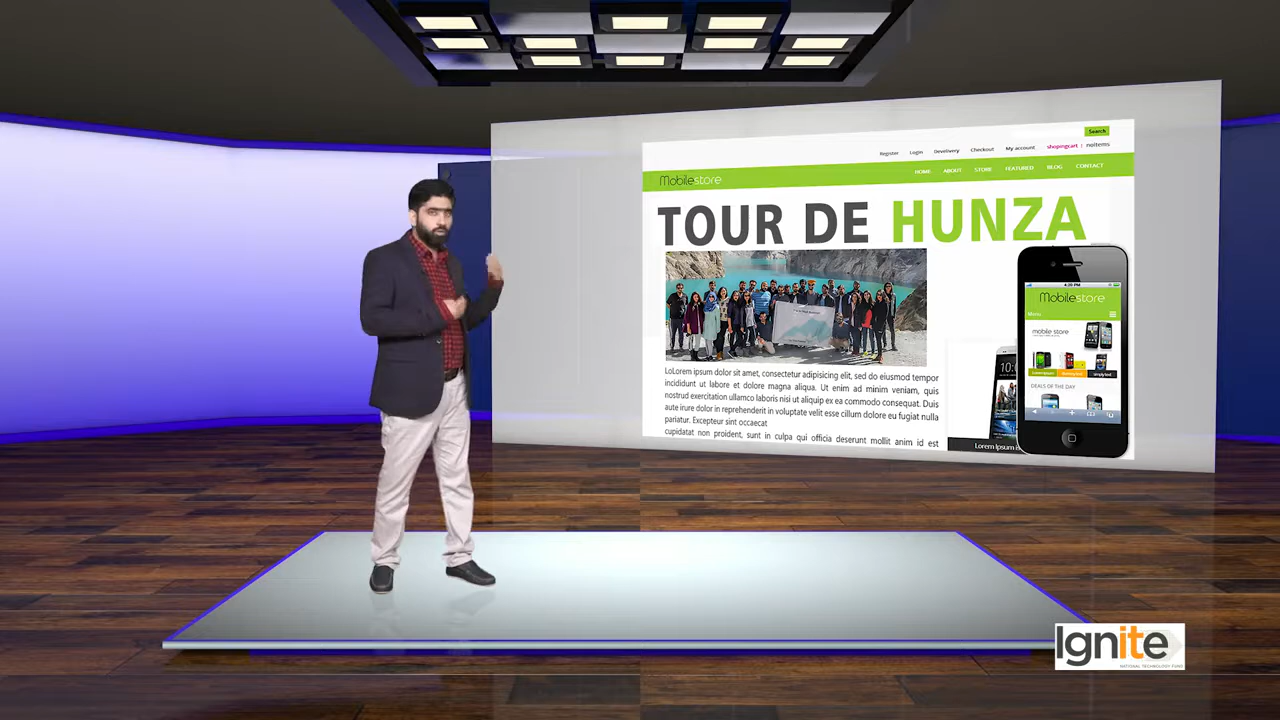 Search
Register Login Develivery Checkout My account shopingcart | noItems
Mobilestore HOME ABOUT STORE FEATURED BLOG CONTACT
TOUR DE HUNZA
LoLorem ipsum dolor sit amet, consectetur adipisicing elit, sed do eiusmod tempor
incididunt ut labore et dolore magna aliqua. Ut enim ad minim veniam, quis
nostrud exercitation ullamco laboris nisi ut aliquip ex ea commodo consequat. Duis
aute irure dolor in reprehenderit in voluptate velit esse cillum dolore eu fugiat nulla
pariatur. Excepteur sint occaecat
cupidatat non proident, sunt in culpa qui officia deserunt mollit anim id est
Lorem Ipsum is
4:20 PM
Mobilestore
Menu
mobile store
DEALS OF THE DAY
Ignite
NATIONAL TECHNOLOGY FUND